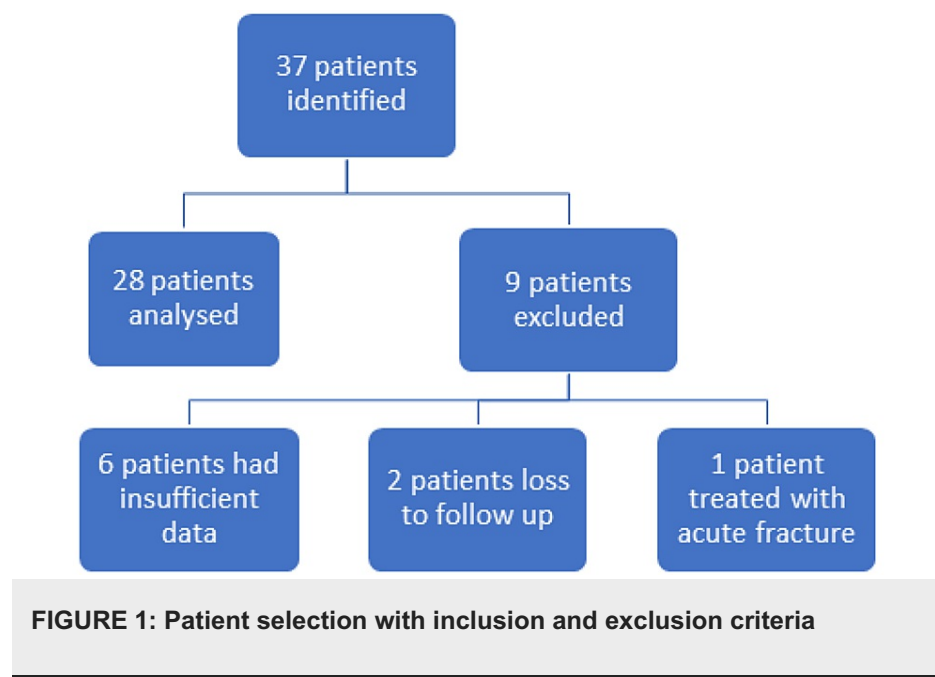 37 patients
identified
28 patients
analysed
9 patients
excluded
6 patients had
insufficient
data
2 patients loss
to follow up
1 patient
treated with
acute fracture
FIGURE 1: Patient selection with inclusion and exclusion criteria